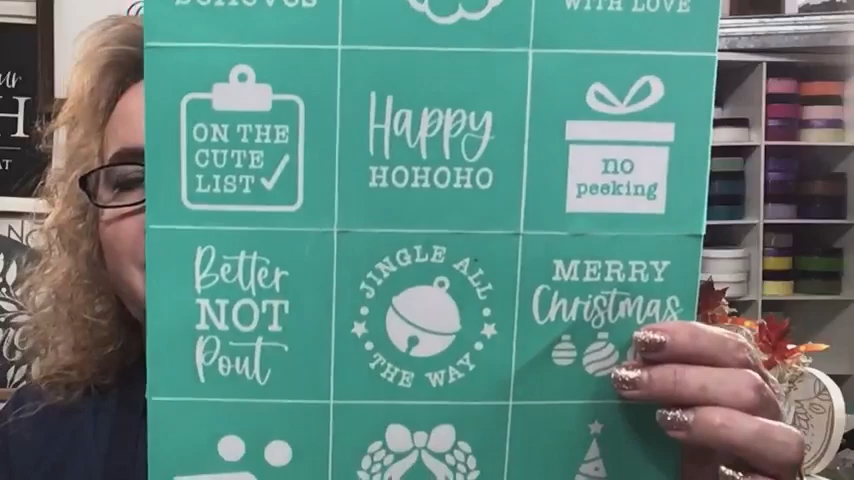 WITH LOVE
ON THE
CUTE
LIST
Happy
HOHOHO
no
peeking
Better
NOT
Pout
JINGLE ALL
THE WAY
MERRY
Christmas